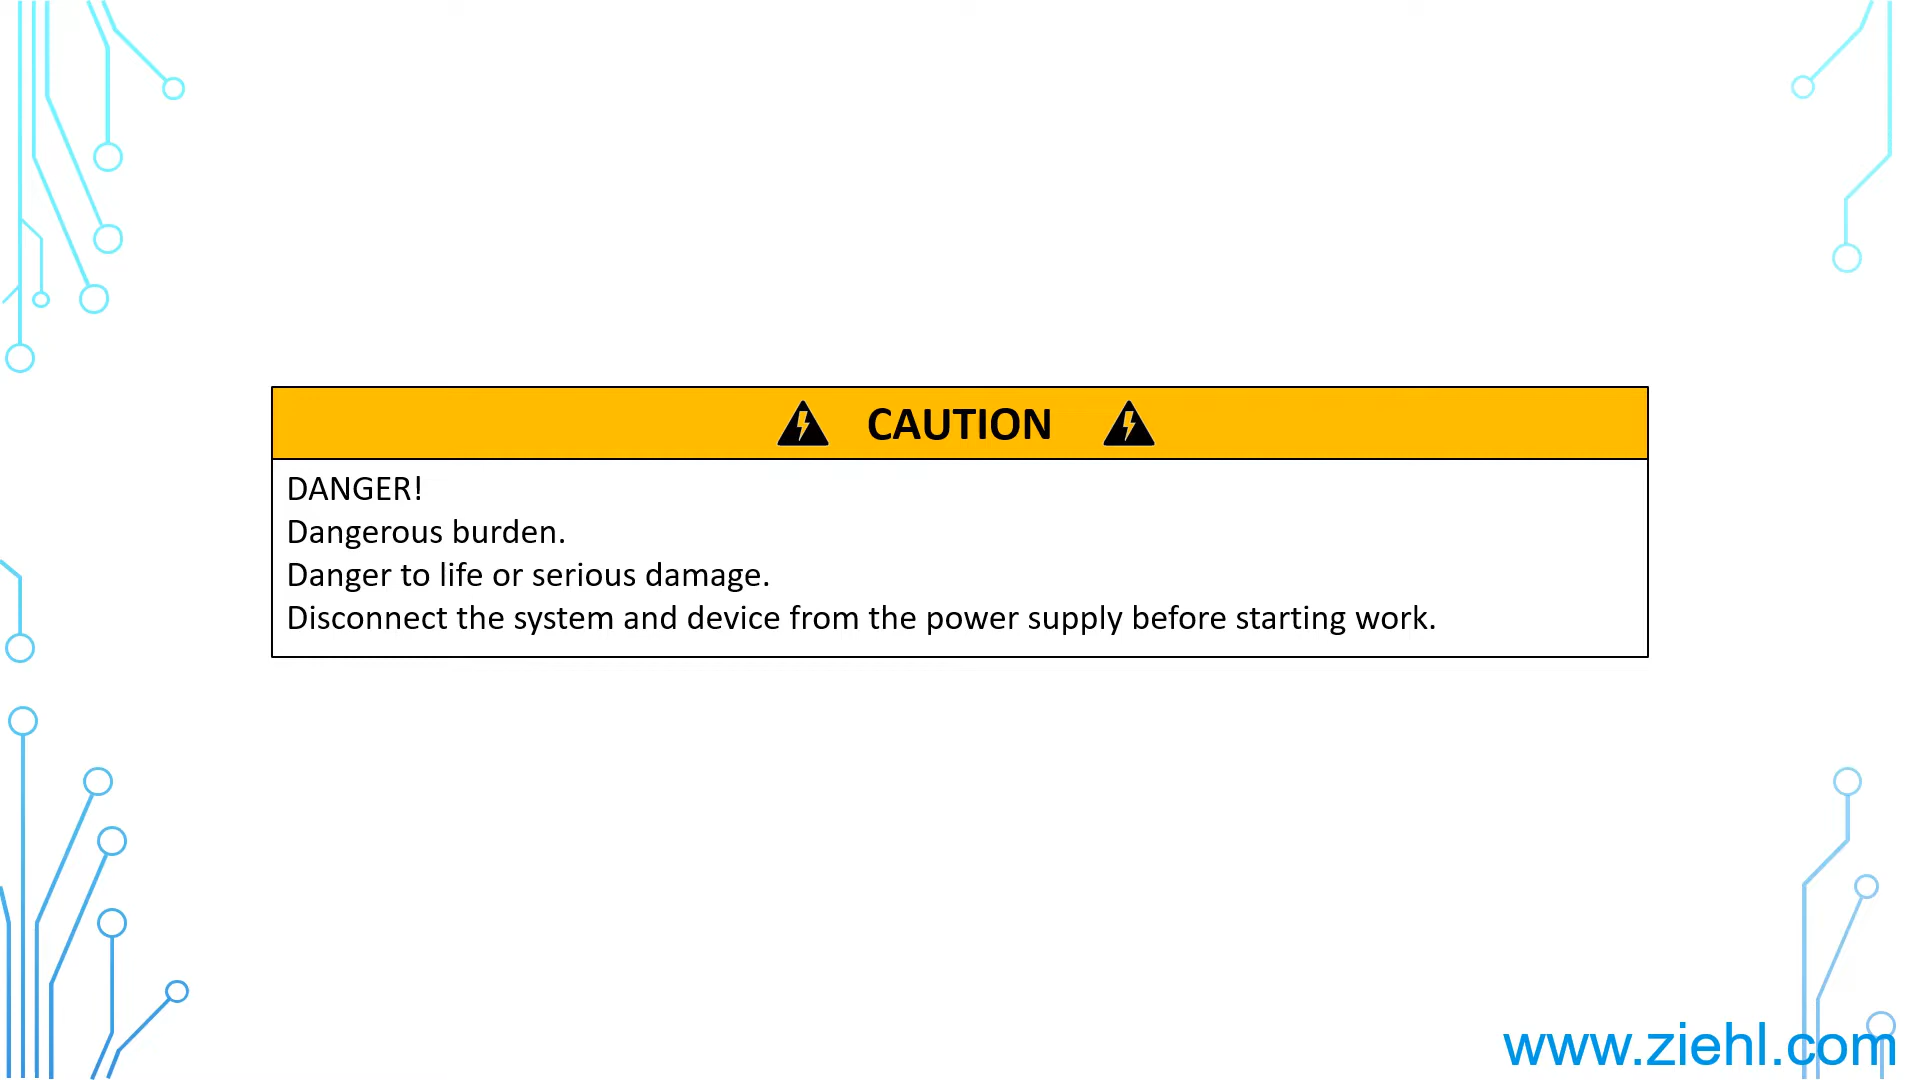 CAUTION
DANGER!
Dangerous burden.
Danger to life or serious damage.
Disconnect the system and device from the power supply before starting work.
www.ziehl.com